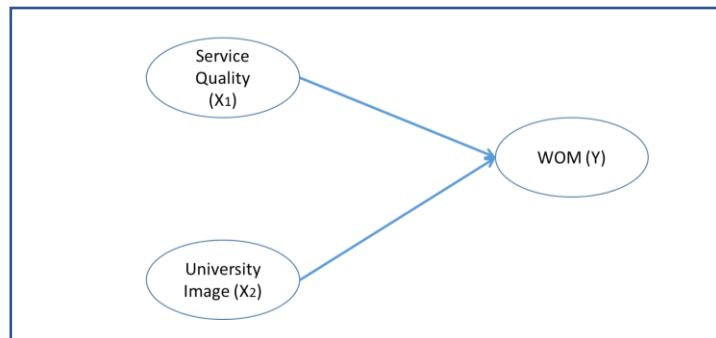 Service
Quality
(X1)
WOM (Y)
University
Image (X2)